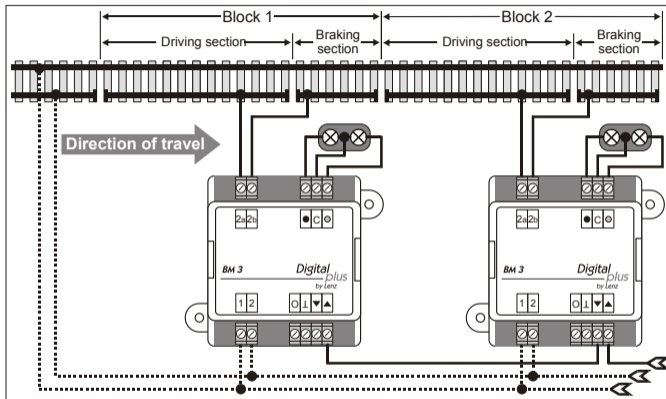 Block 1 Block 2
Driving section Braking section Driving section Braking section
Direction of travel
2a 2b ● C ○ 2a 2b ● C ○
BM 3 Digital plus by Lenz BM 3 Digital plus by Lenz
1 2 O ⊥ ▼ ▲ 1 2 O ⊥ ▼ ▲